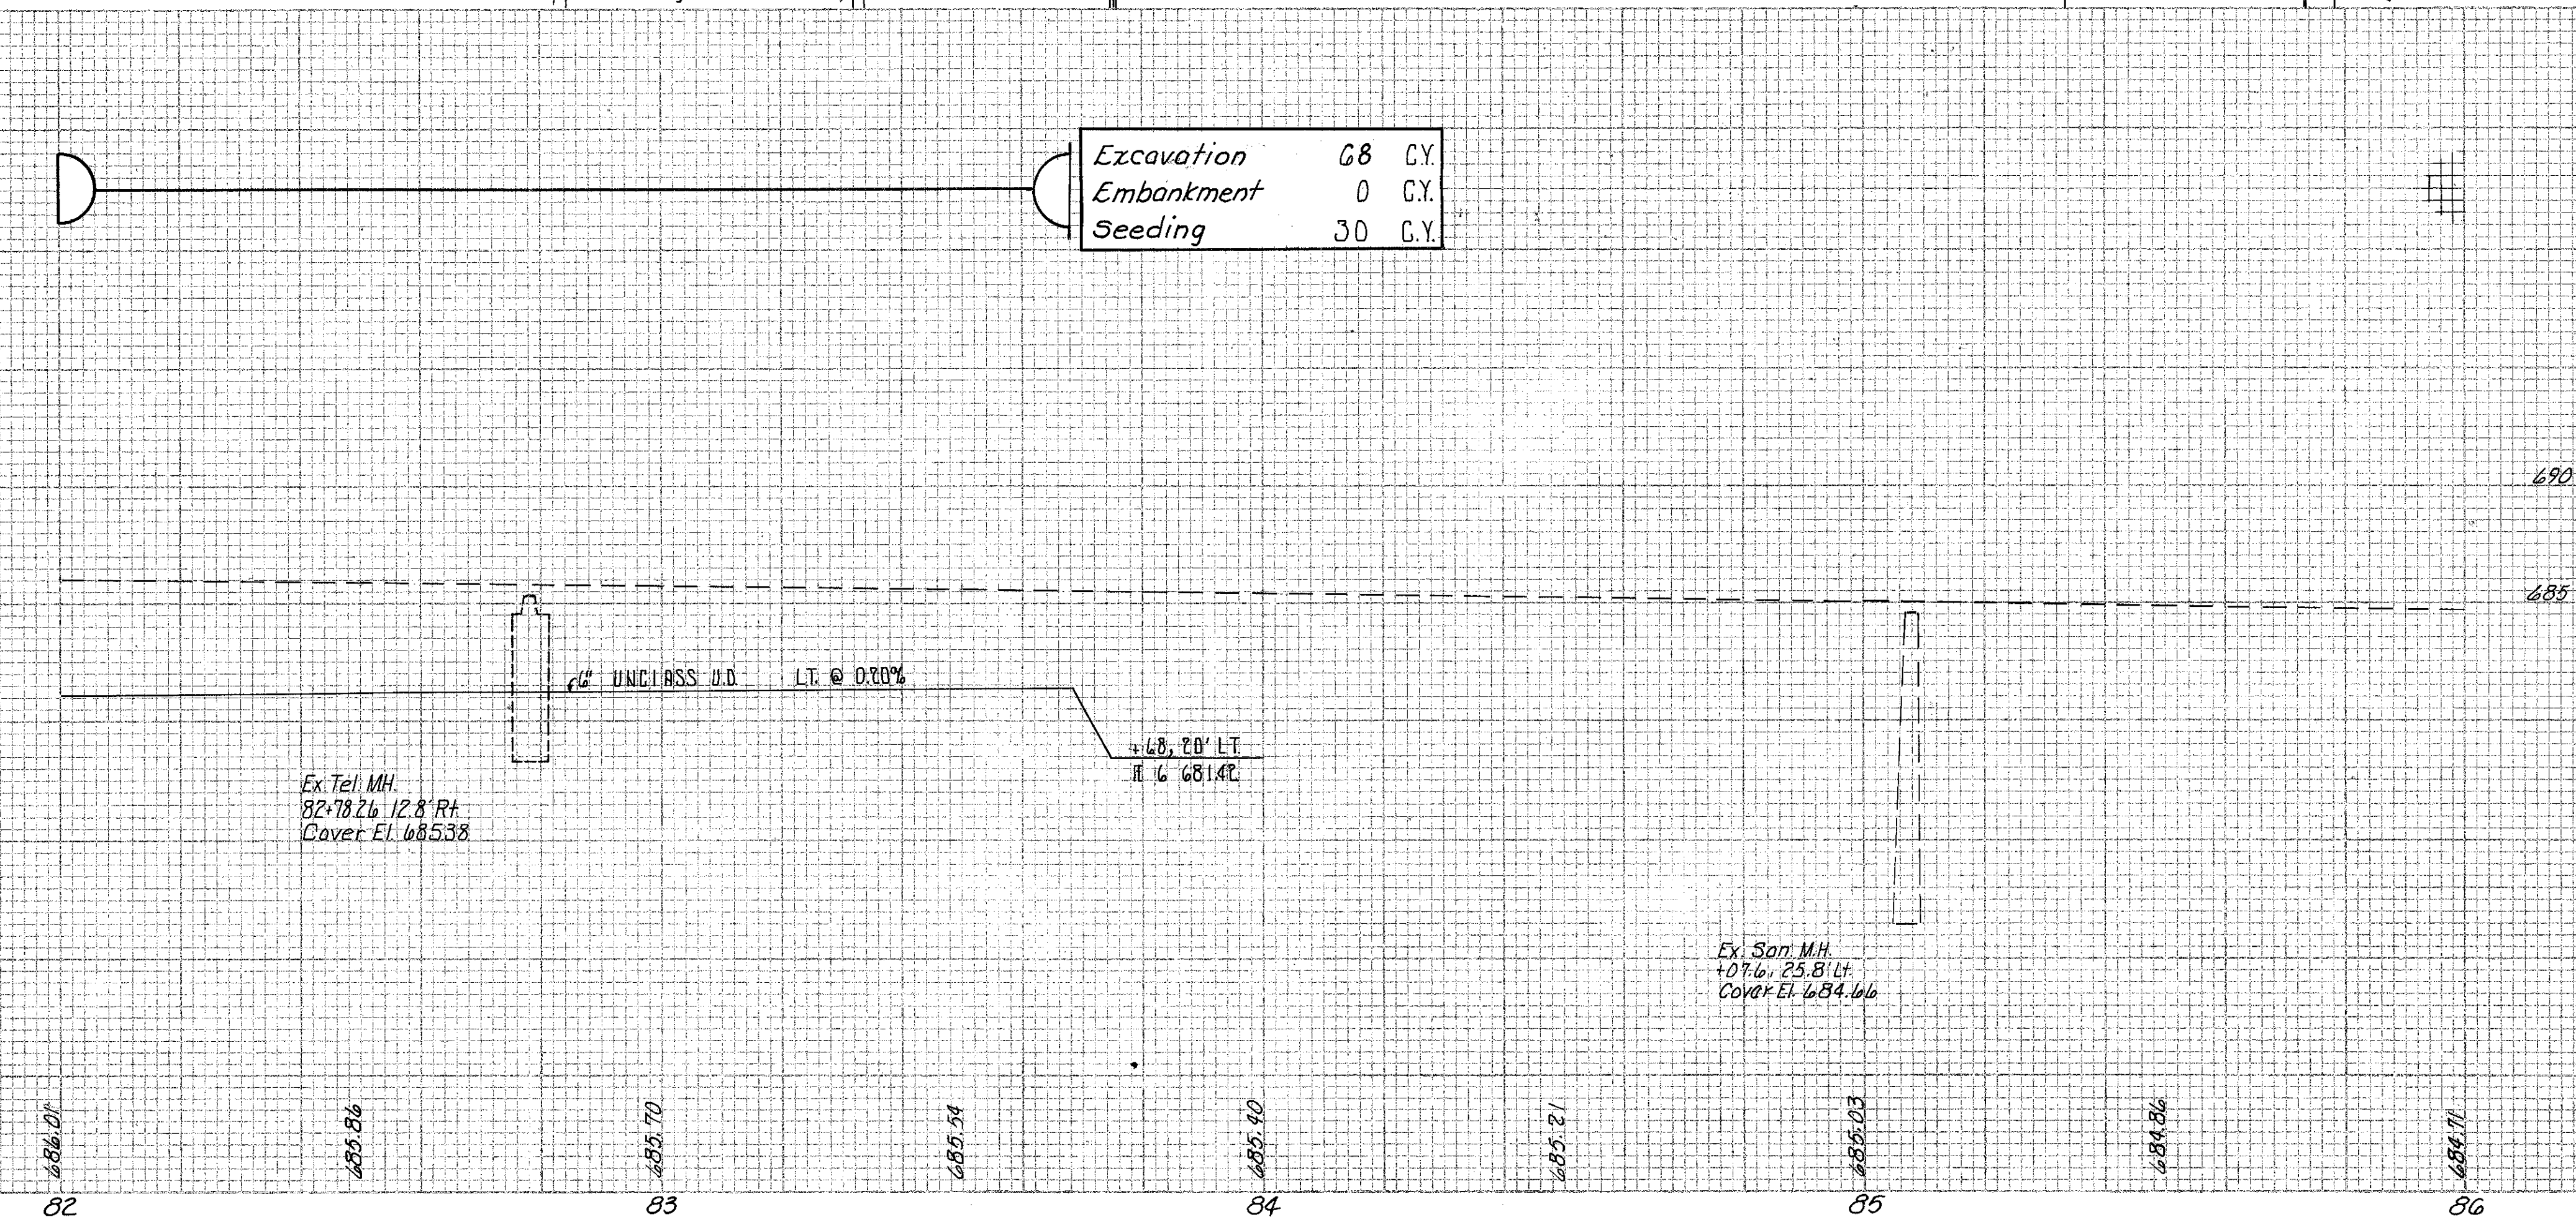 Excavation 68 C.Y.
Embankment 0 C.Y.
Seeding 30 C.Y.
690
685
6" UNCLASS U.D. LT. @ 0.20%
+68, 20' LT.
6 681.42
Ex. Tel. M.H.
82+78.26 12.8' Rt.
Cover El. 685.38
Ex. San. M.H.
+07.6, 25.8' Lt.
Cover El. 684.66
686.01
685.86
685.70
685.54
685.40
685.21
685.03
684.86
684.71
82
83
84
85
86